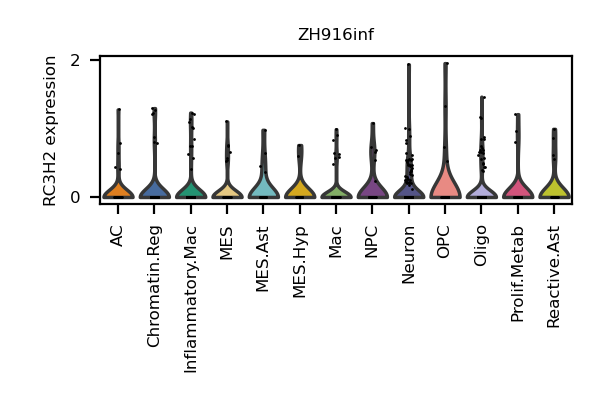 ZH916inf
RC3H2 expression
2
0
AC
Chromatin.Reg
Inflammatory.Mac
MES
MES.Ast
MES.Hyp
Mac
NPC
Neuron
OPC
Oligo
Prolif.Metab
Reactive.Ast